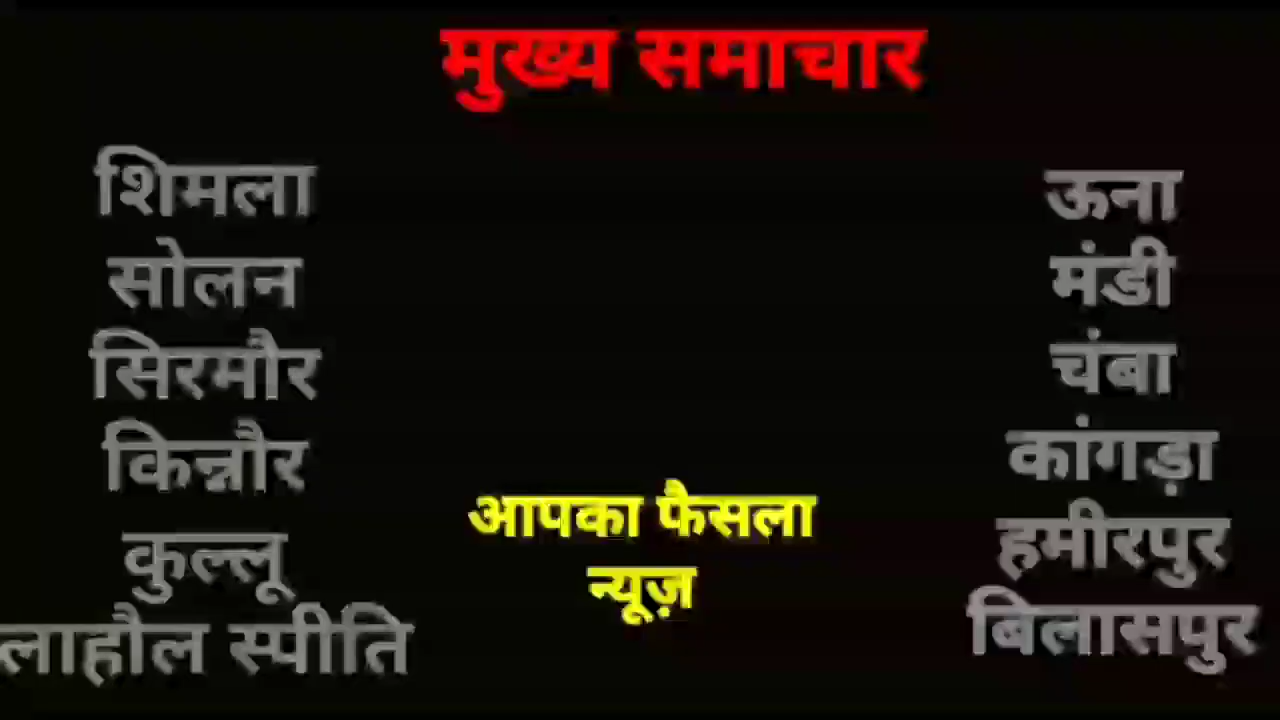 मुख्य समाचार
शिमला
सोलन
सिरमौर
किन्नौर
कुल्लू
लाहौल स्पीति
आपका फैसला
न्यूज़
ऊना
मंडी
चंबा
कांगड़ा
हमीरपुर
बिलासपुर